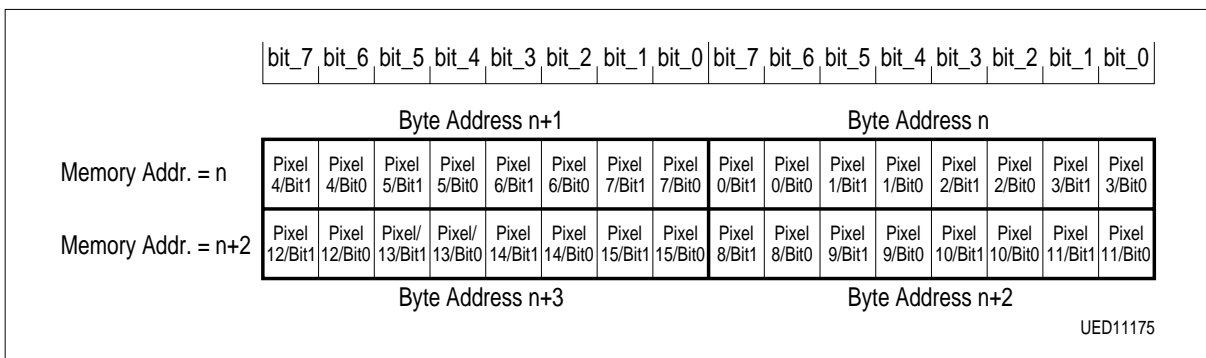 bit_7 bit_6 bit_5 bit_4 bit_3 bit_2 bit_1 bit_0 bit_7 bit_6 bit_5 bit_4 bit_3 bit_2 bit_1 bit_0
Byte Address n+1 Byte Address n
Memory Addr. = n
Pixel Pixel Pixel Pixel Pixel Pixel Pixel Pixel Pixel Pixel Pixel Pixel Pixel Pixel Pixel Pixel
4/Bit1 4/Bit0 5/Bit1 5/Bit0 6/Bit1 6/Bit0 7/Bit1 7/Bit0 0/Bit1 0/Bit0 1/Bit1 1/Bit0 2/Bit1 2/Bit0 3/Bit1 3/Bit0
Memory Addr. = n+2
Pixel Pixel Pixel/ Pixel/ Pixel Pixel Pixel Pixel Pixel Pixel Pixel Pixel Pixel Pixel Pixel Pixel
12/Bit1 12/Bit0 13/Bit1 13/Bit0 14/Bit1 14/Bit0 15/Bit1 15/Bit0 8/Bit1 8/Bit0 9/Bit1 9/Bit0 10/Bit1 10/Bit0 11/Bit1 11/Bit0
Byte Address n+3 Byte Address n+2
UED11175